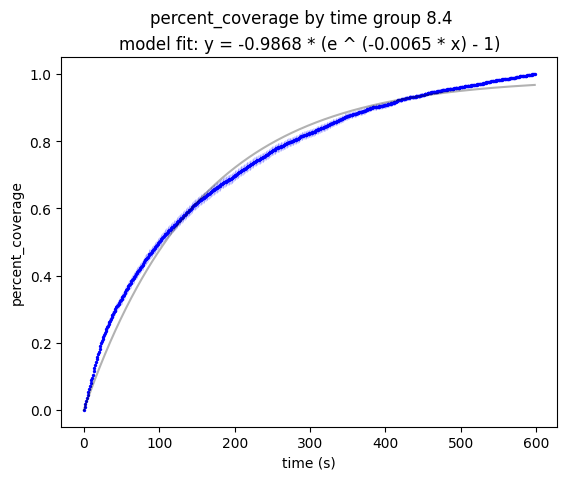 percent_coverage by time group 8.4
model fit: y = -0.9868 * (e ^ (-0.0065 * x) - 1)
1.0
0.8
0.6
0.4
0.2
0.0
percent_coverage
0 100 200 300 400 500 600
time (s)